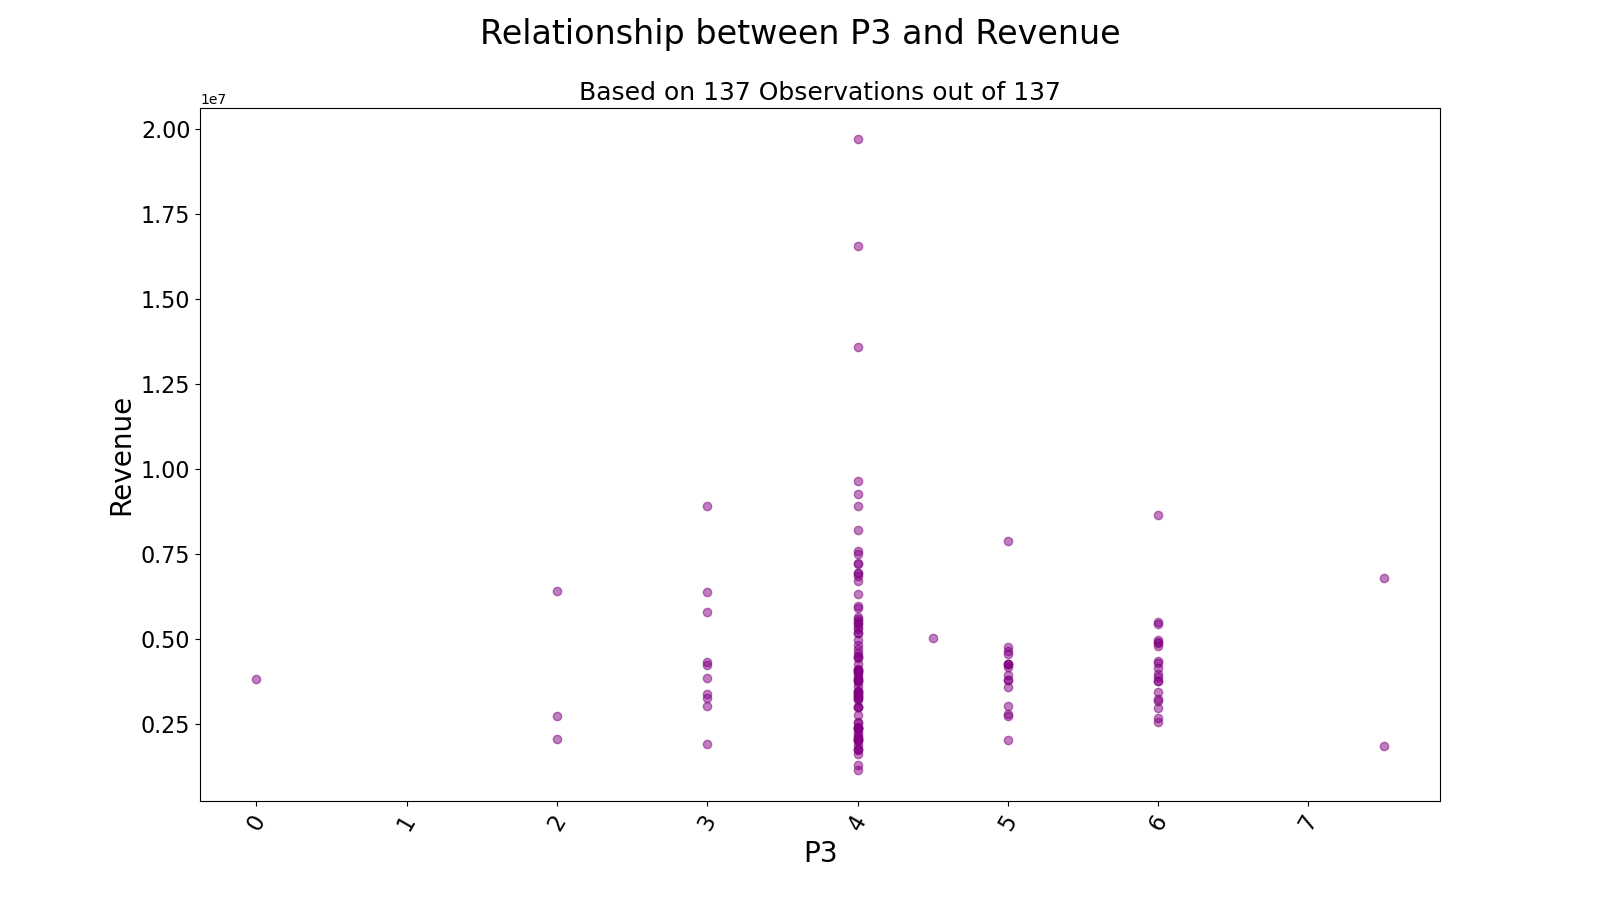 Relationship between P3 and Revenue
Based on 137 Observations out of 137
1e7
2.00
1.75
1.50
1.25
1.00
0.75
0.50
0.25
Revenue
0 1 2 3 4 5 6 7
P3